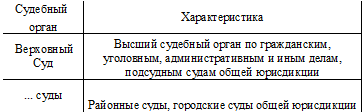 Судебный
орган
Характеристика
Верховный
Суд
Высший судебный орган по гражданским,
уголовным, административным и иным делам,
подсудным судам общей юрисдикции
... суды
Районные суды, городские суды общей юрисдикции